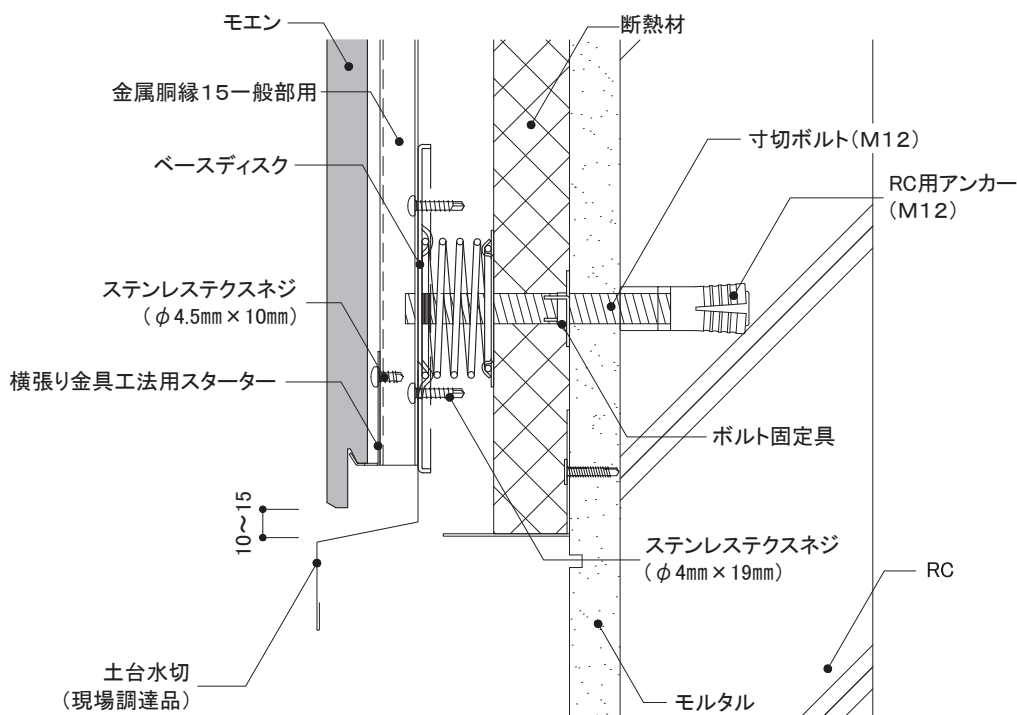 モエン
断熱材
金属胴縁15一般部用
寸切ボルト(M12)
ベースディスク
RC用アンカー
(M12)
ステンレステクスネジ
(φ4.5mm×10mm)
横張り金具工法用スターター
ボルト固定具
10~15
ステンレステクスネジ
(φ4mm×19mm)
RC
土台水切
(現場調達品)
モルタル